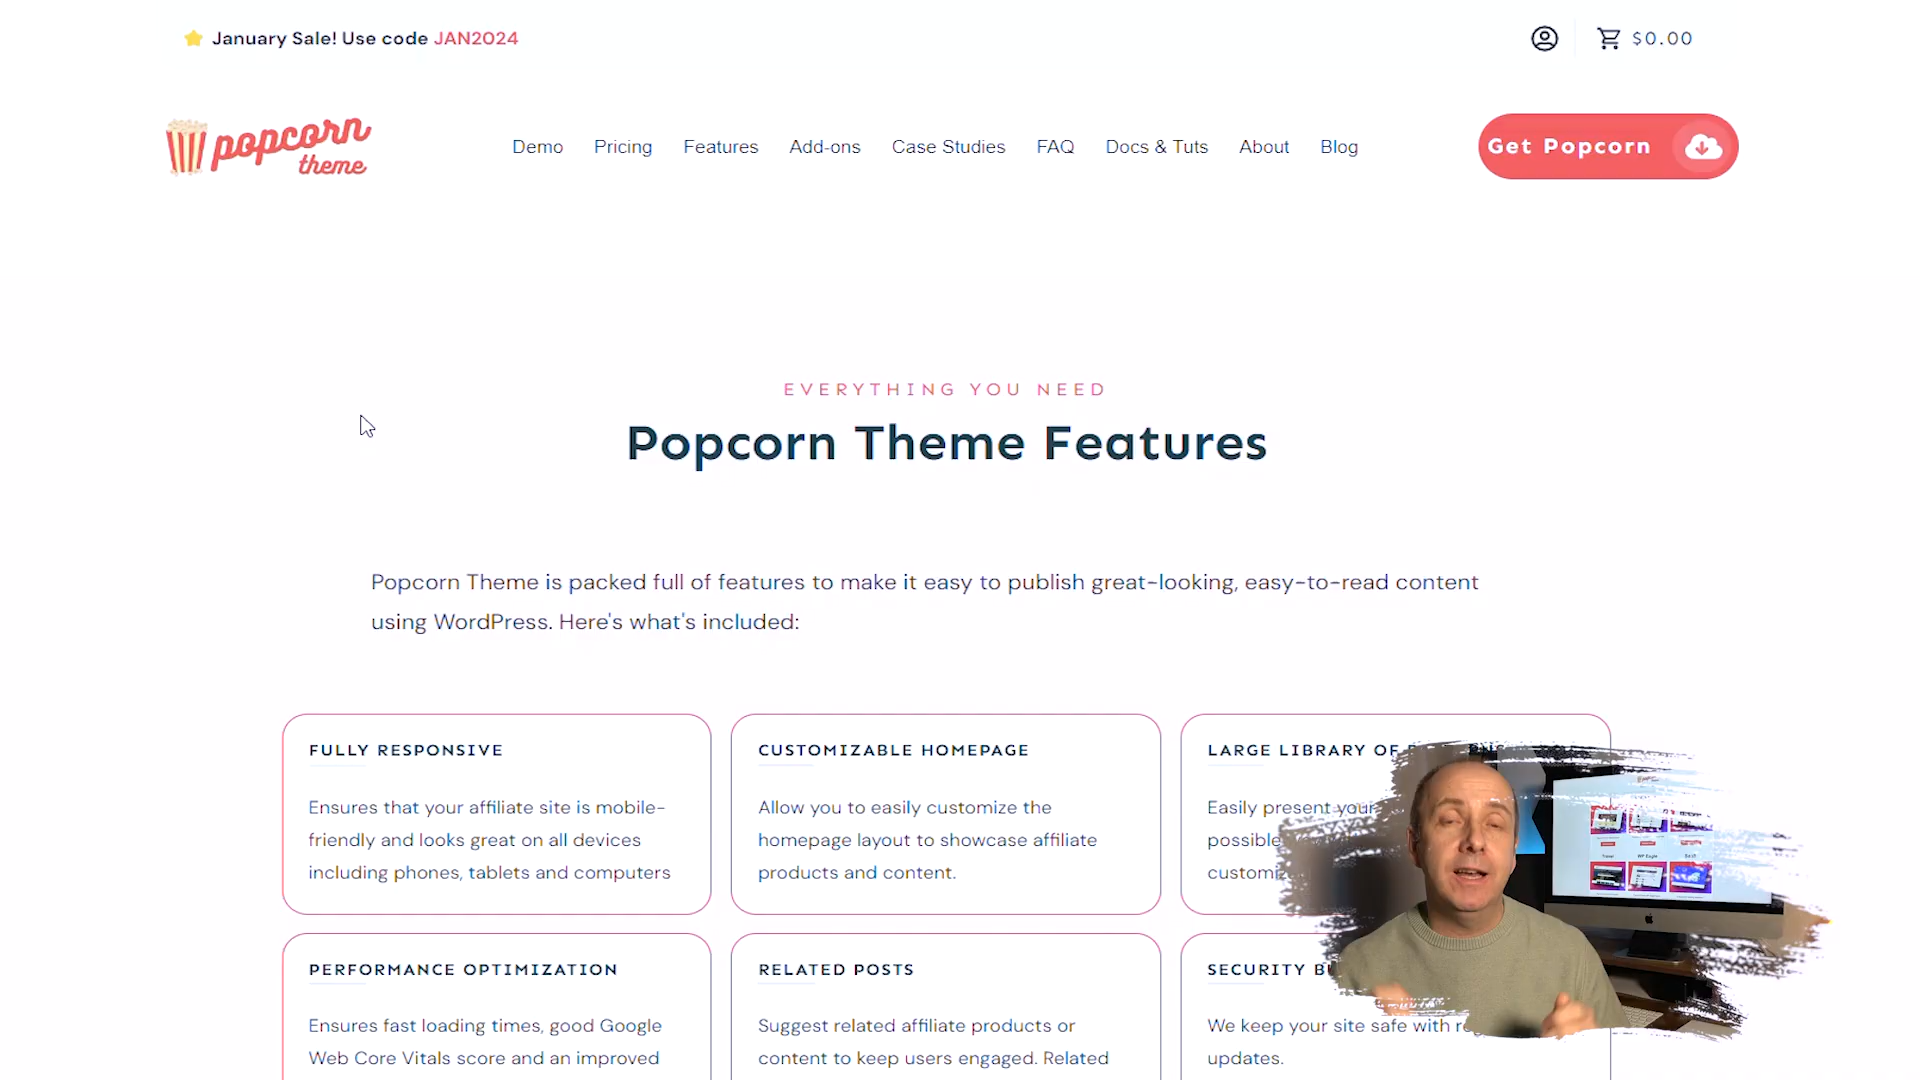 January Sale! Use code JAN2024
$0.00
popcorn
theme
Demo
Pricing
Features
Add-ons
Case Studies
FAQ
Docs & Tuts
About
Blog
Get Popcorn
EVERYTHING YOU NEED
Popcorn Theme Features
Popcorn Theme is packed full of features to make it easy to publish great-looking, easy-to-read content
using WordPress. Here's what's included:
FULLY RESPONSIVE
Ensures that your affiliate site is mobile-
friendly and looks great on all devices
including phones, tablets and computers
CUSTOMIZABLE HOMEPAGE
Allow you to easily customize the
homepage layout to showcase affiliate
products and content.
LARGE LIBRARY OF
Easily present your
possible
PERFORMANCE OPTIMIZATION
Ensures fast loading times, good Google
Web Core Vitals score and an improved
RELATED POSTS
Suggest related affiliate products or
content to keep users engaged. Related
SECURITY
We keep your site safe with
updates.